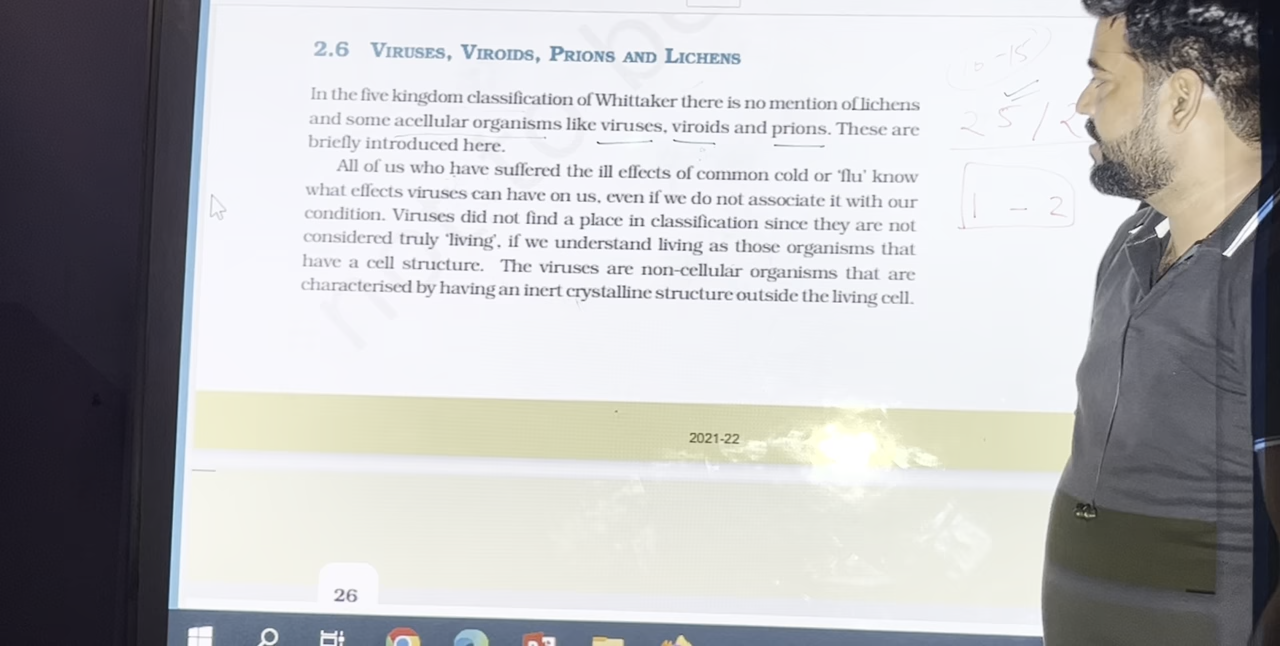 2.6 VIRUSES, VIROIDS, PRIONS AND LICHENS
In the five kingdom classification of Whittaker there is no mention of lichens
and some acellular organisms like viruses, viroids and prions. These are
briefly introduced here.
All of us who have suffered the ill effects of common cold or ‘flu’ know
what effects viruses can have on us, even if we do not associate it with our
condition. Viruses did not find a place in classification since they are not
considered truly ‘living’, if we understand living as those organisms that
have a cell structure. The viruses are non-cellular organisms that are
characterised by having an inert crystalline structure outside the living cell.
25/
1 - 2
2021-22
26